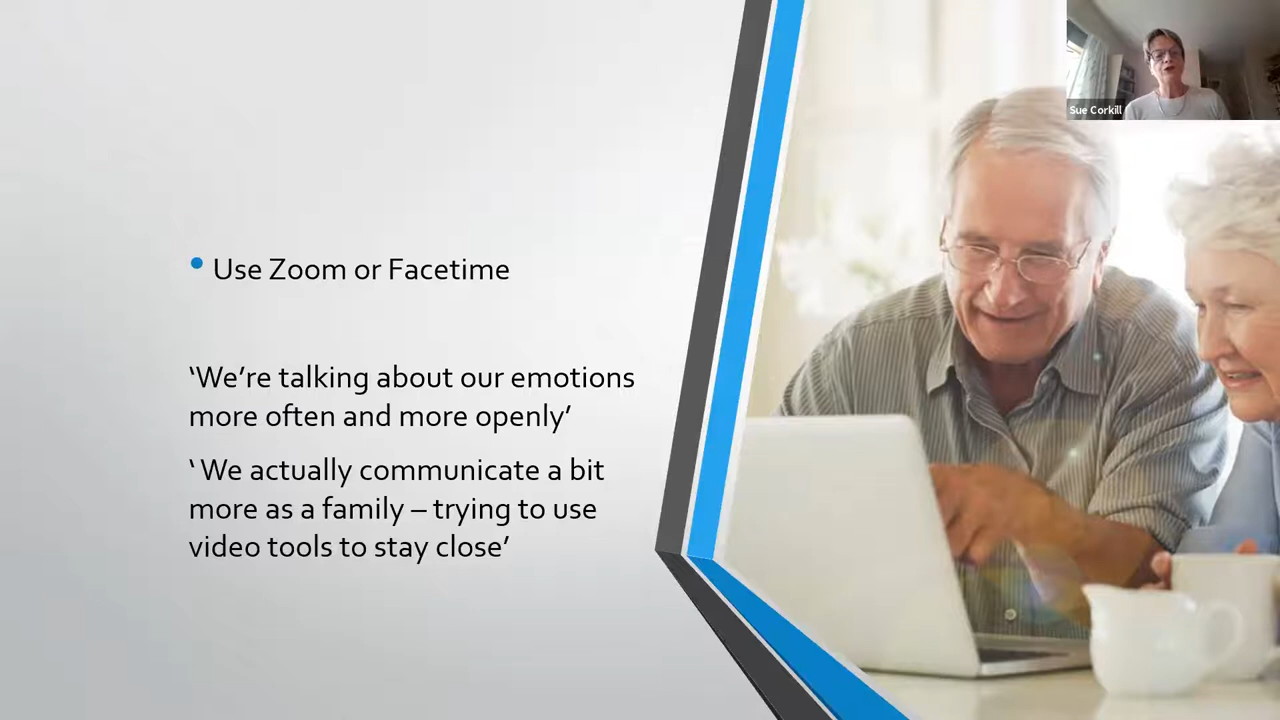 Sue Corkill
• Use Zoom or Facetime
‘We’re talking about our emotions
more often and more openly’
‘ We actually communicate a bit
more as a family – trying to use
video tools to stay close’